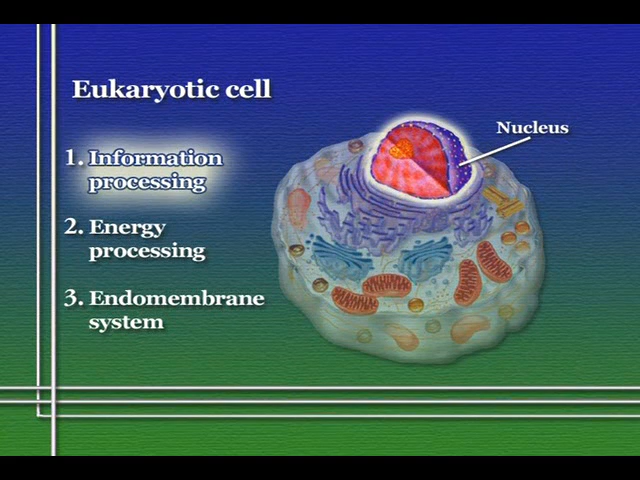 Eukaryotic cell
Nucleus
1. Information
processing
2. Energy
processing
3. Endomembrane
system